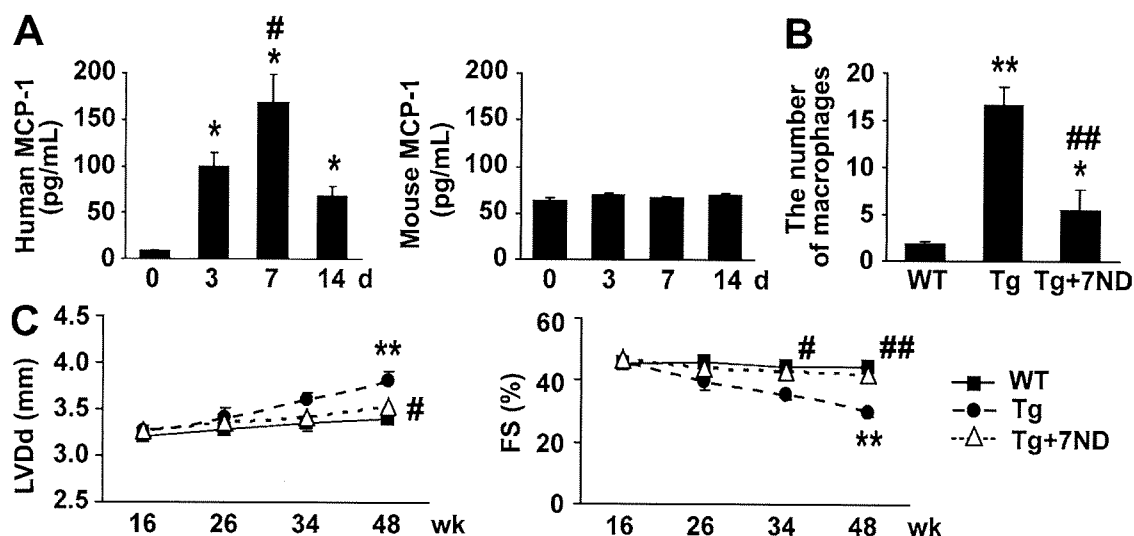 A
Human MCP-1
(pg/mL)
200
150
100
50
0
*
#
*
*
0 3 7 14 d
Mouse MCP-1
(pg/mL)
200
150
100
50
0
0 3 7 14 d
B
The number
of macrophages
20
15
10
5
0
**
##
*
WT Tg Tg+7ND
C
LVDd (mm)
4.5
4.0
3.5
3.0
2.5
**
#
16 26 34 48 wk
FS (%)
60
40
20
0
#
##
**
16 26 34 48 wk
WT
Tg
Tg+7ND